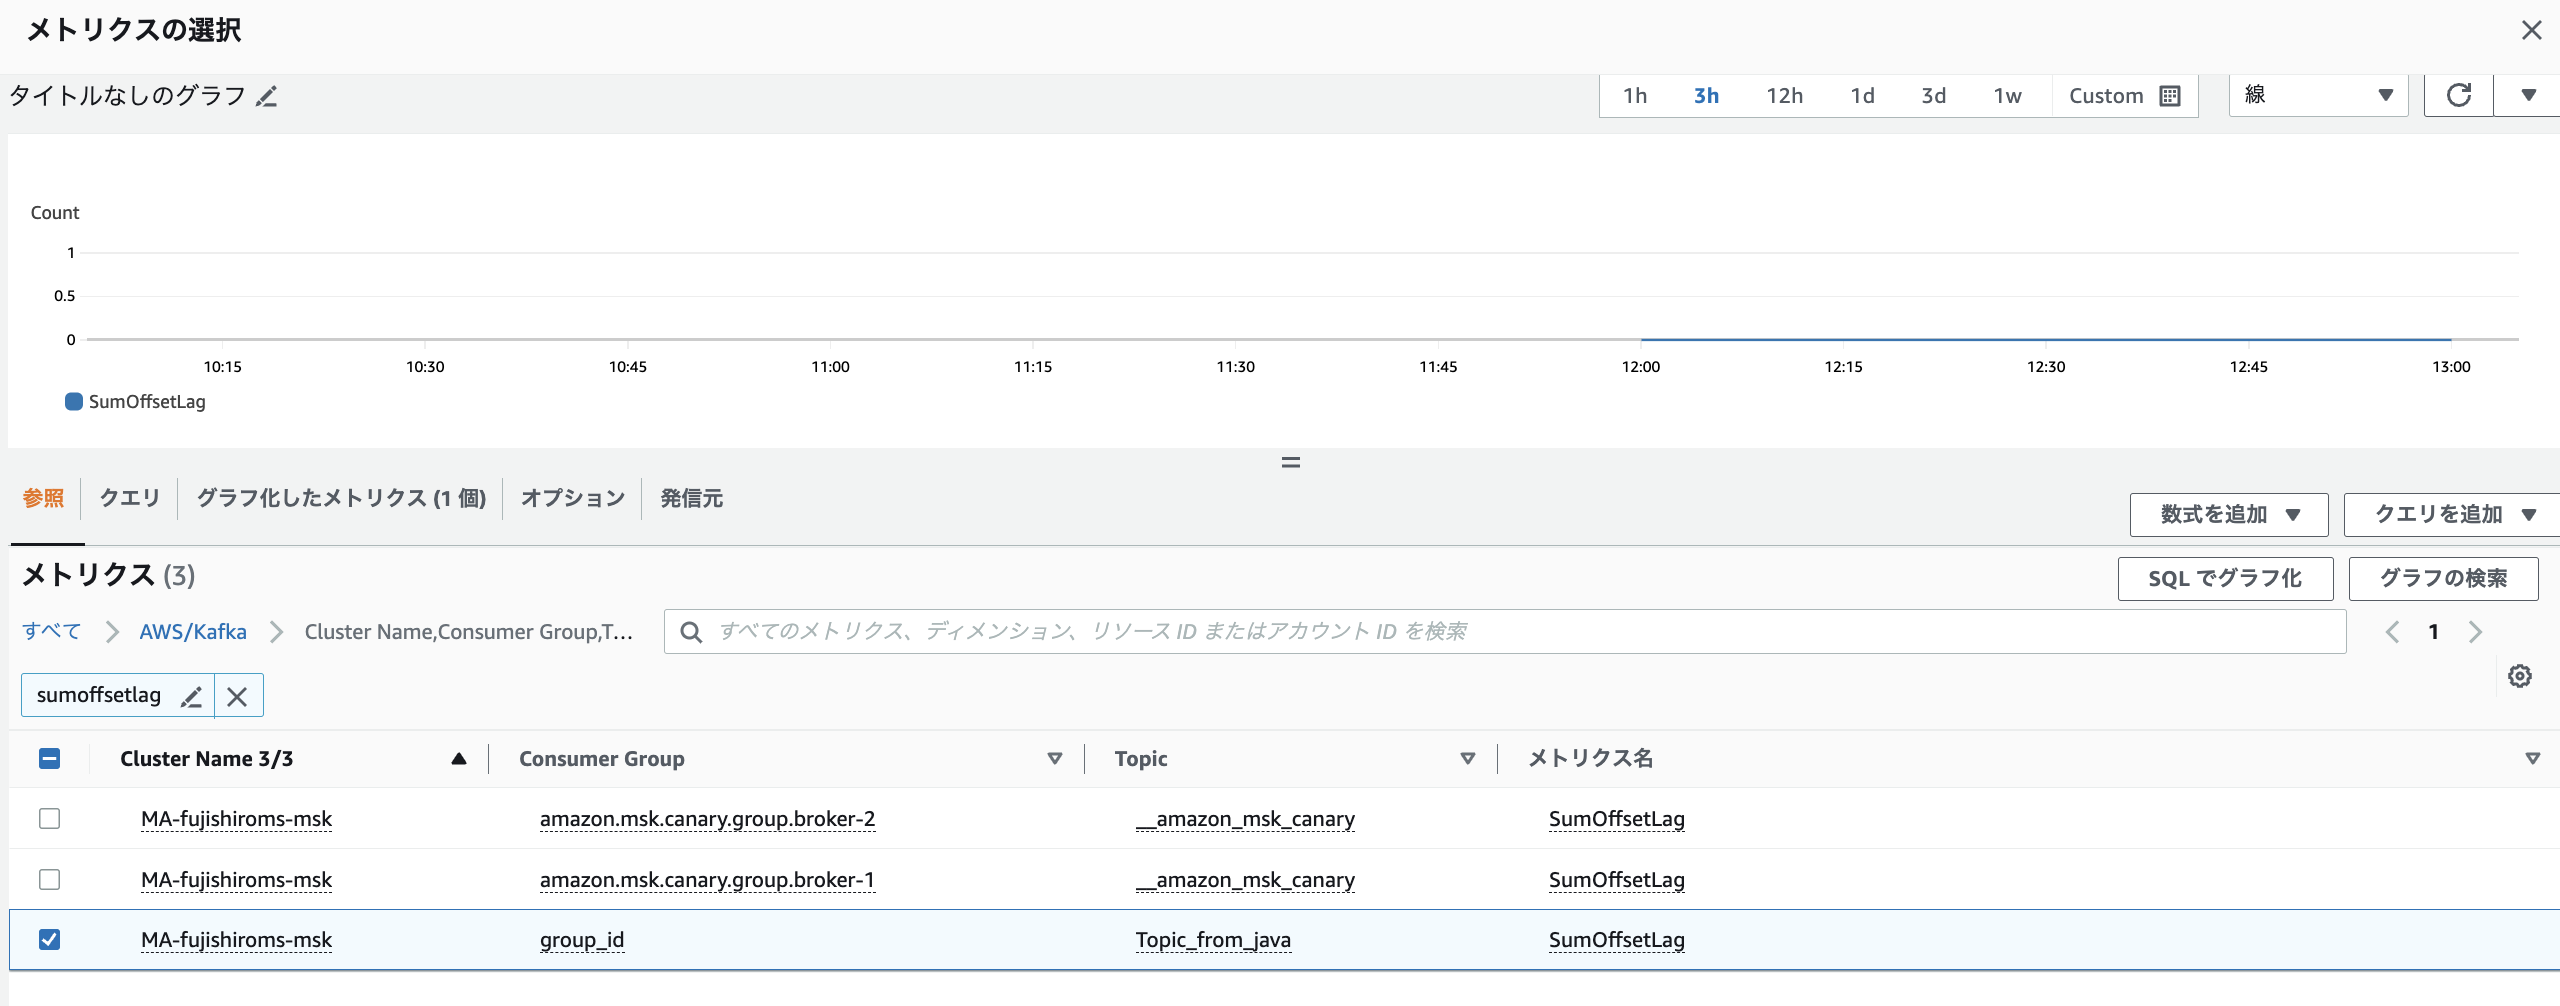 メトリクスの選択
タイトルなしのグラフ
1h 3h 12h 1d 3d 1w Custom 線
Count
1
0.5
0
10:15 10:30 10:45 11:00 11:15 11:30 11:45 12:00 12:15 12:30 12:45 13:00
SumOffsetLag
参照 クエリ グラフ化したメトリクス (1 個) オプション 発信元
数式を追加 クエリを追加
メトリクス (3)
SQL でグラフ化 グラフの検索
すべて AWS/Kafka Cluster Name,Consumer Group,T... すべてのメトリクス、ディメンション、リソース ID またはアカウント ID を検索 1
sumoffsetlag
Cluster Name 3/3 Consumer Group Topic メトリクス名
MA-fujishiroms-msk amazon.msk.canary.group.broker-2 __amazon_msk_canary SumOffsetLag
MA-fujishiroms-msk amazon.msk.canary.group.broker-1 __amazon_msk_canary SumOffsetLag
MA-fujishiroms-msk group_id Topic_from_java SumOffsetLag